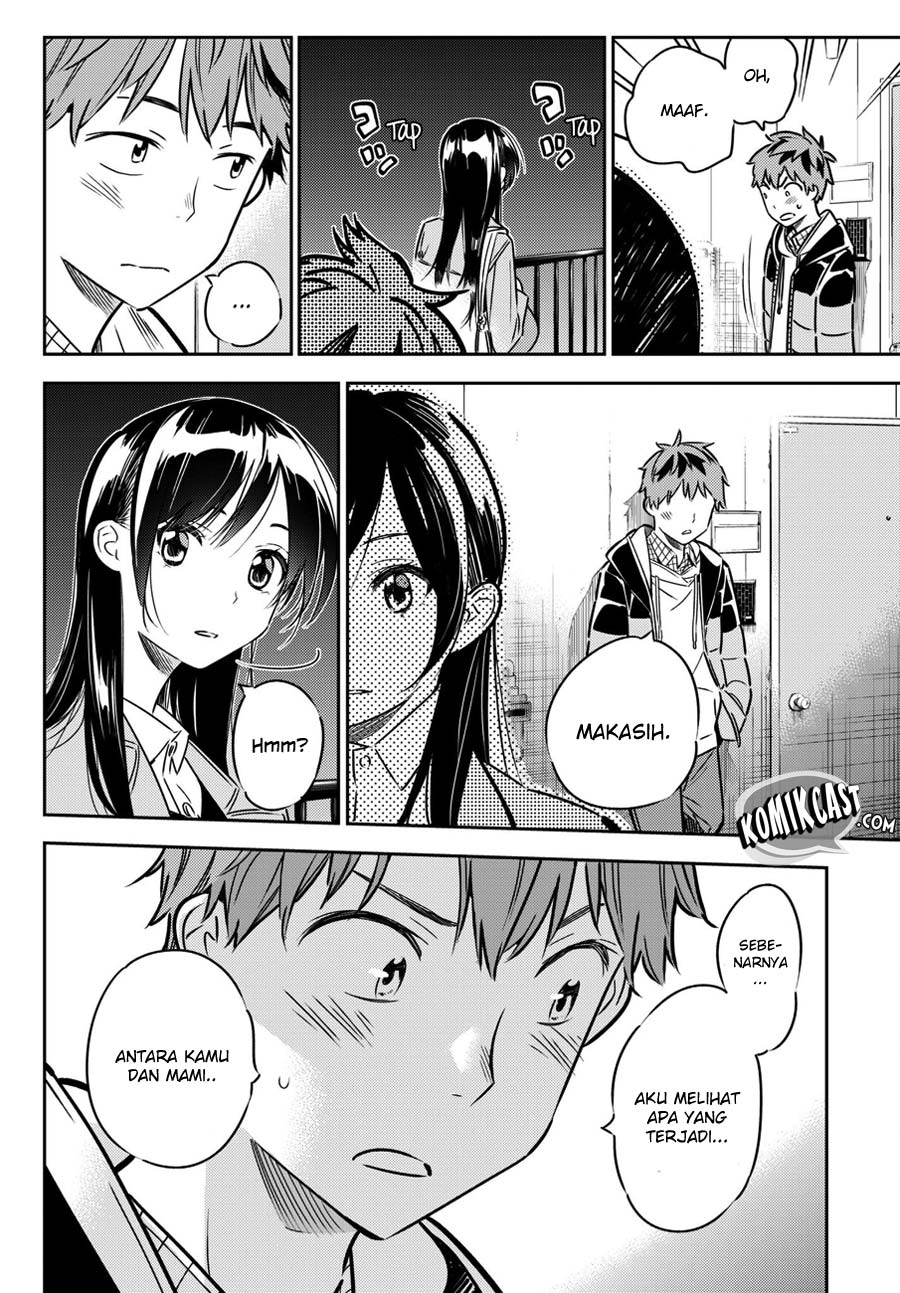 OH,
MAAF.
TAP
TAP
...
MAKASIH.
Hmm?
KOMIKCAST
.COM
SEBE-
NARNYA
...
AKU MELIHAT
APA YANG
TERJADI...
ANTARA KAMU
DAN MAMI..